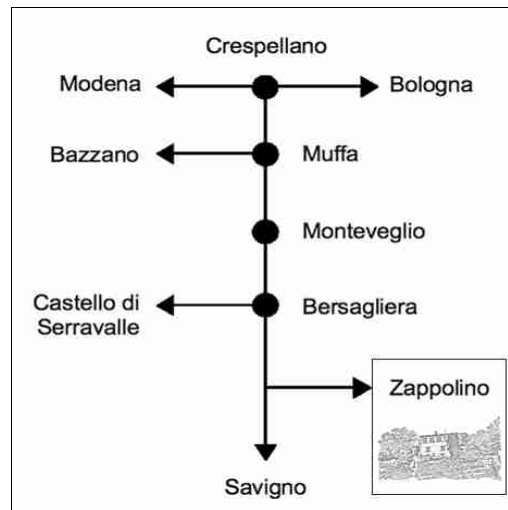 Crespellano
Modena
Bologna
Bazzano
Muffa
Monteveglio
Castello di
Serravalle
Bersagliera
Zappolino
Savigno